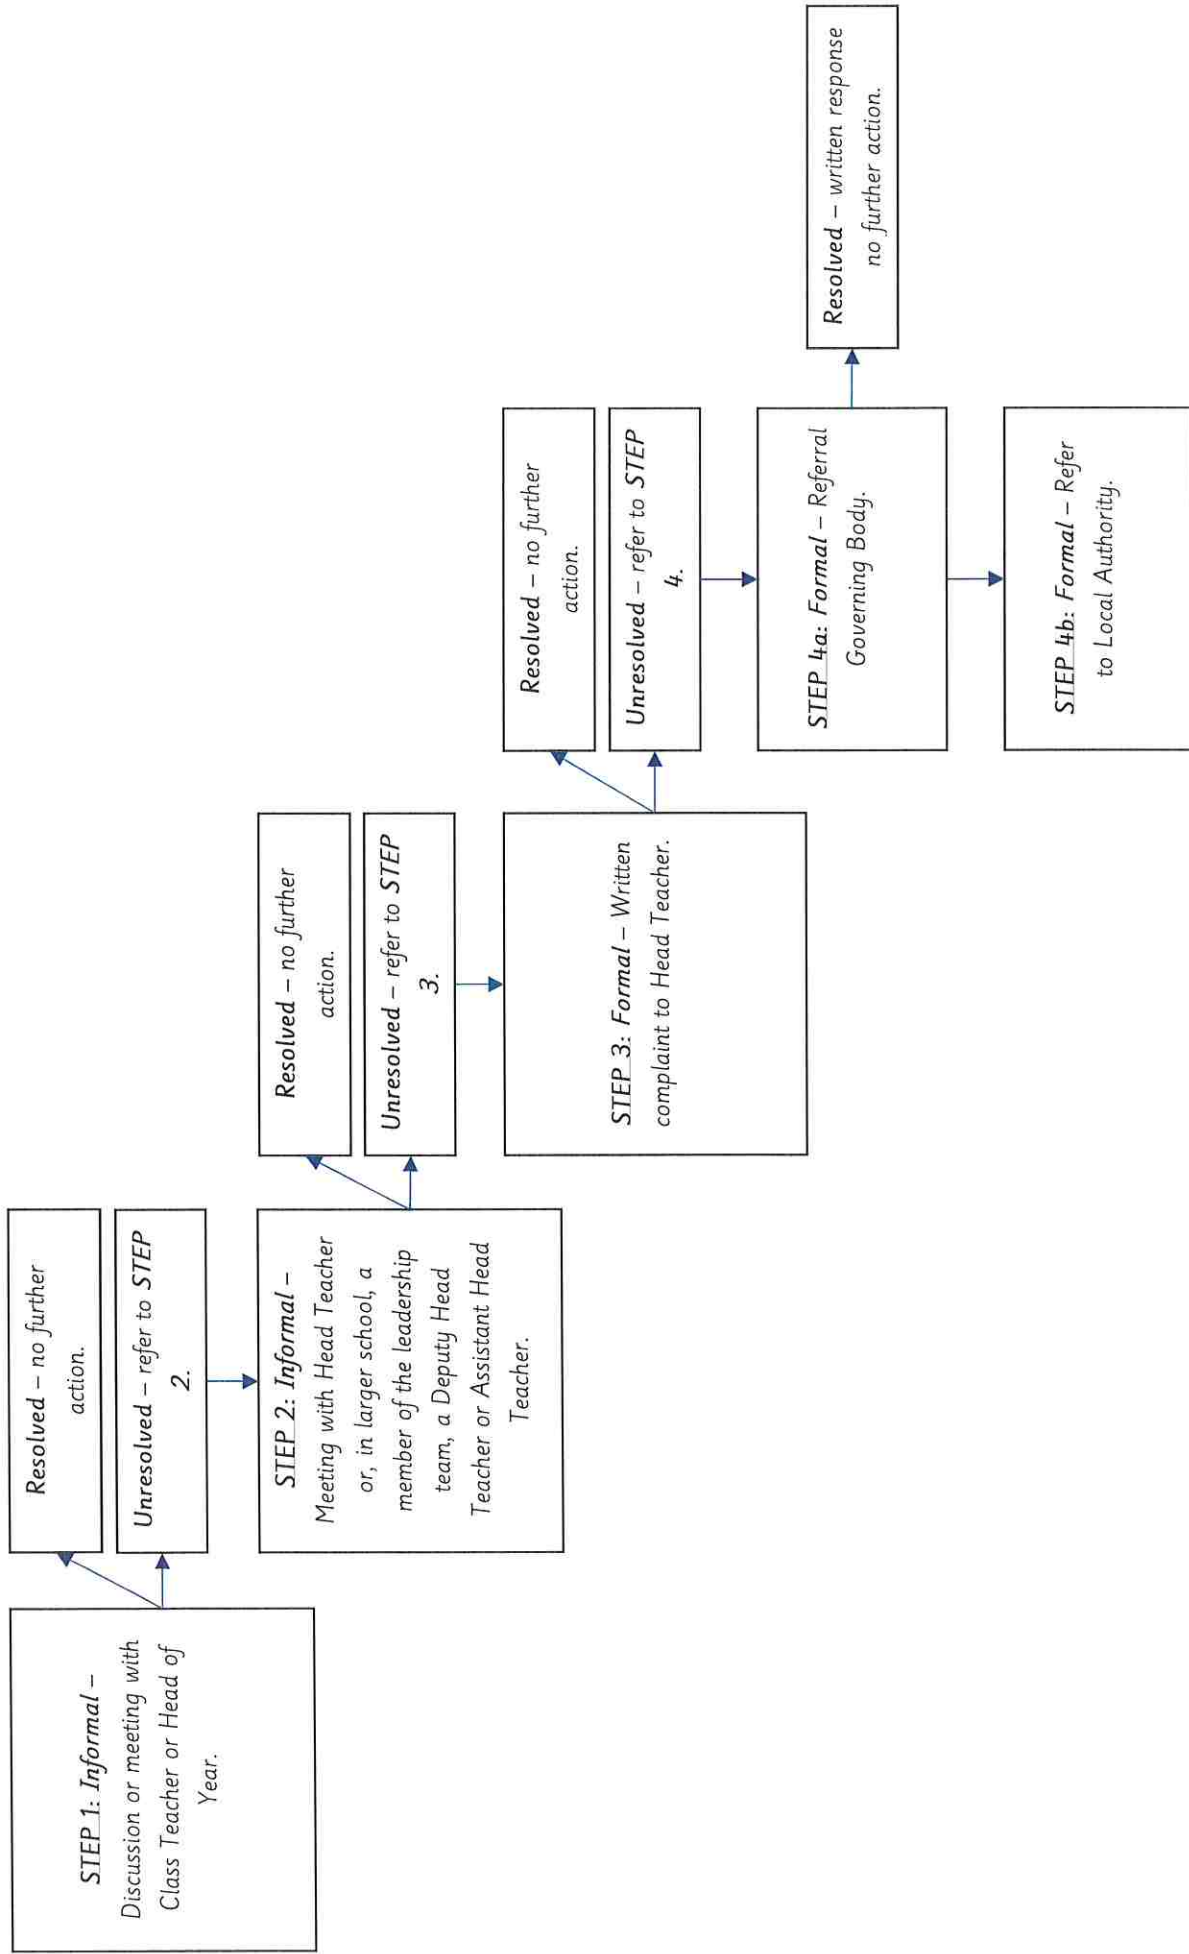 STEP 1: Informal –
Discussion or meeting with
Class Teacher or Head of
Year.
Resolved – no further
action.
Unresolved – refer to STEP
2.
STEP 2: Informal –
Meeting with Head Teacher
or, in larger school, a
member of the leadership
team, a Deputy Head
Teacher or Assistant Head
Teacher.
Resolved – no further
action.
Unresolved – refer to STEP
3.
STEP 3: Formal – Written
complaint to Head Teacher.
Resolved – no further
action.
Unresolved – refer to STEP
4.
STEP 4a: Formal – Referral
Governing Body.
Resolved – written response
no further action.
STEP 4b: Formal – Refer
to Local Authority.